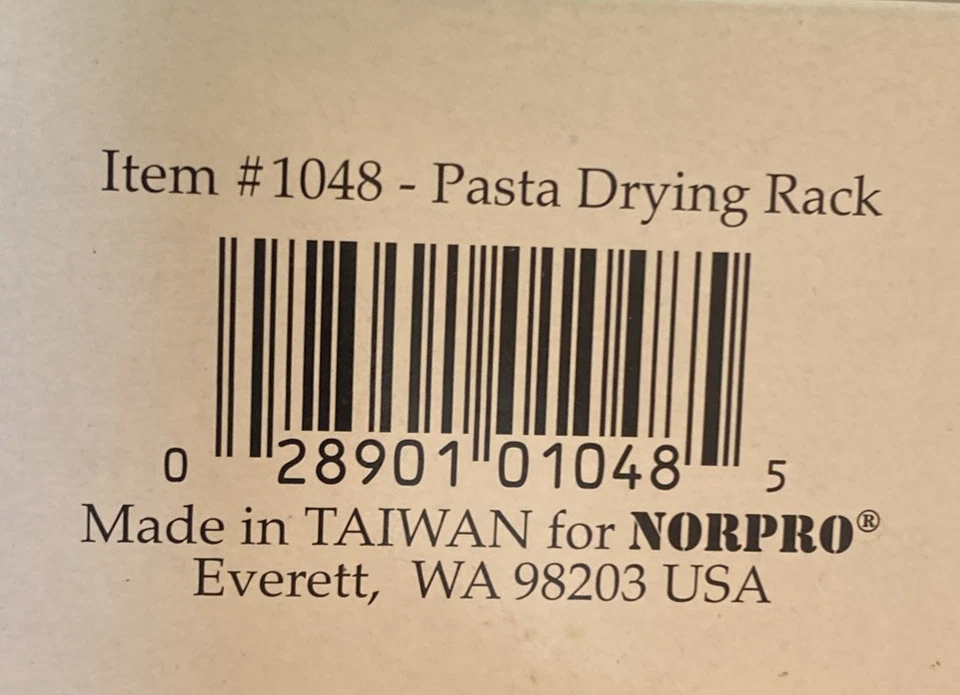 Item #1048 - Pasta Drying Rack
0 28901 01048 5
Made in TAIWAN for NORPRO®
Everett, WA 98203 USA